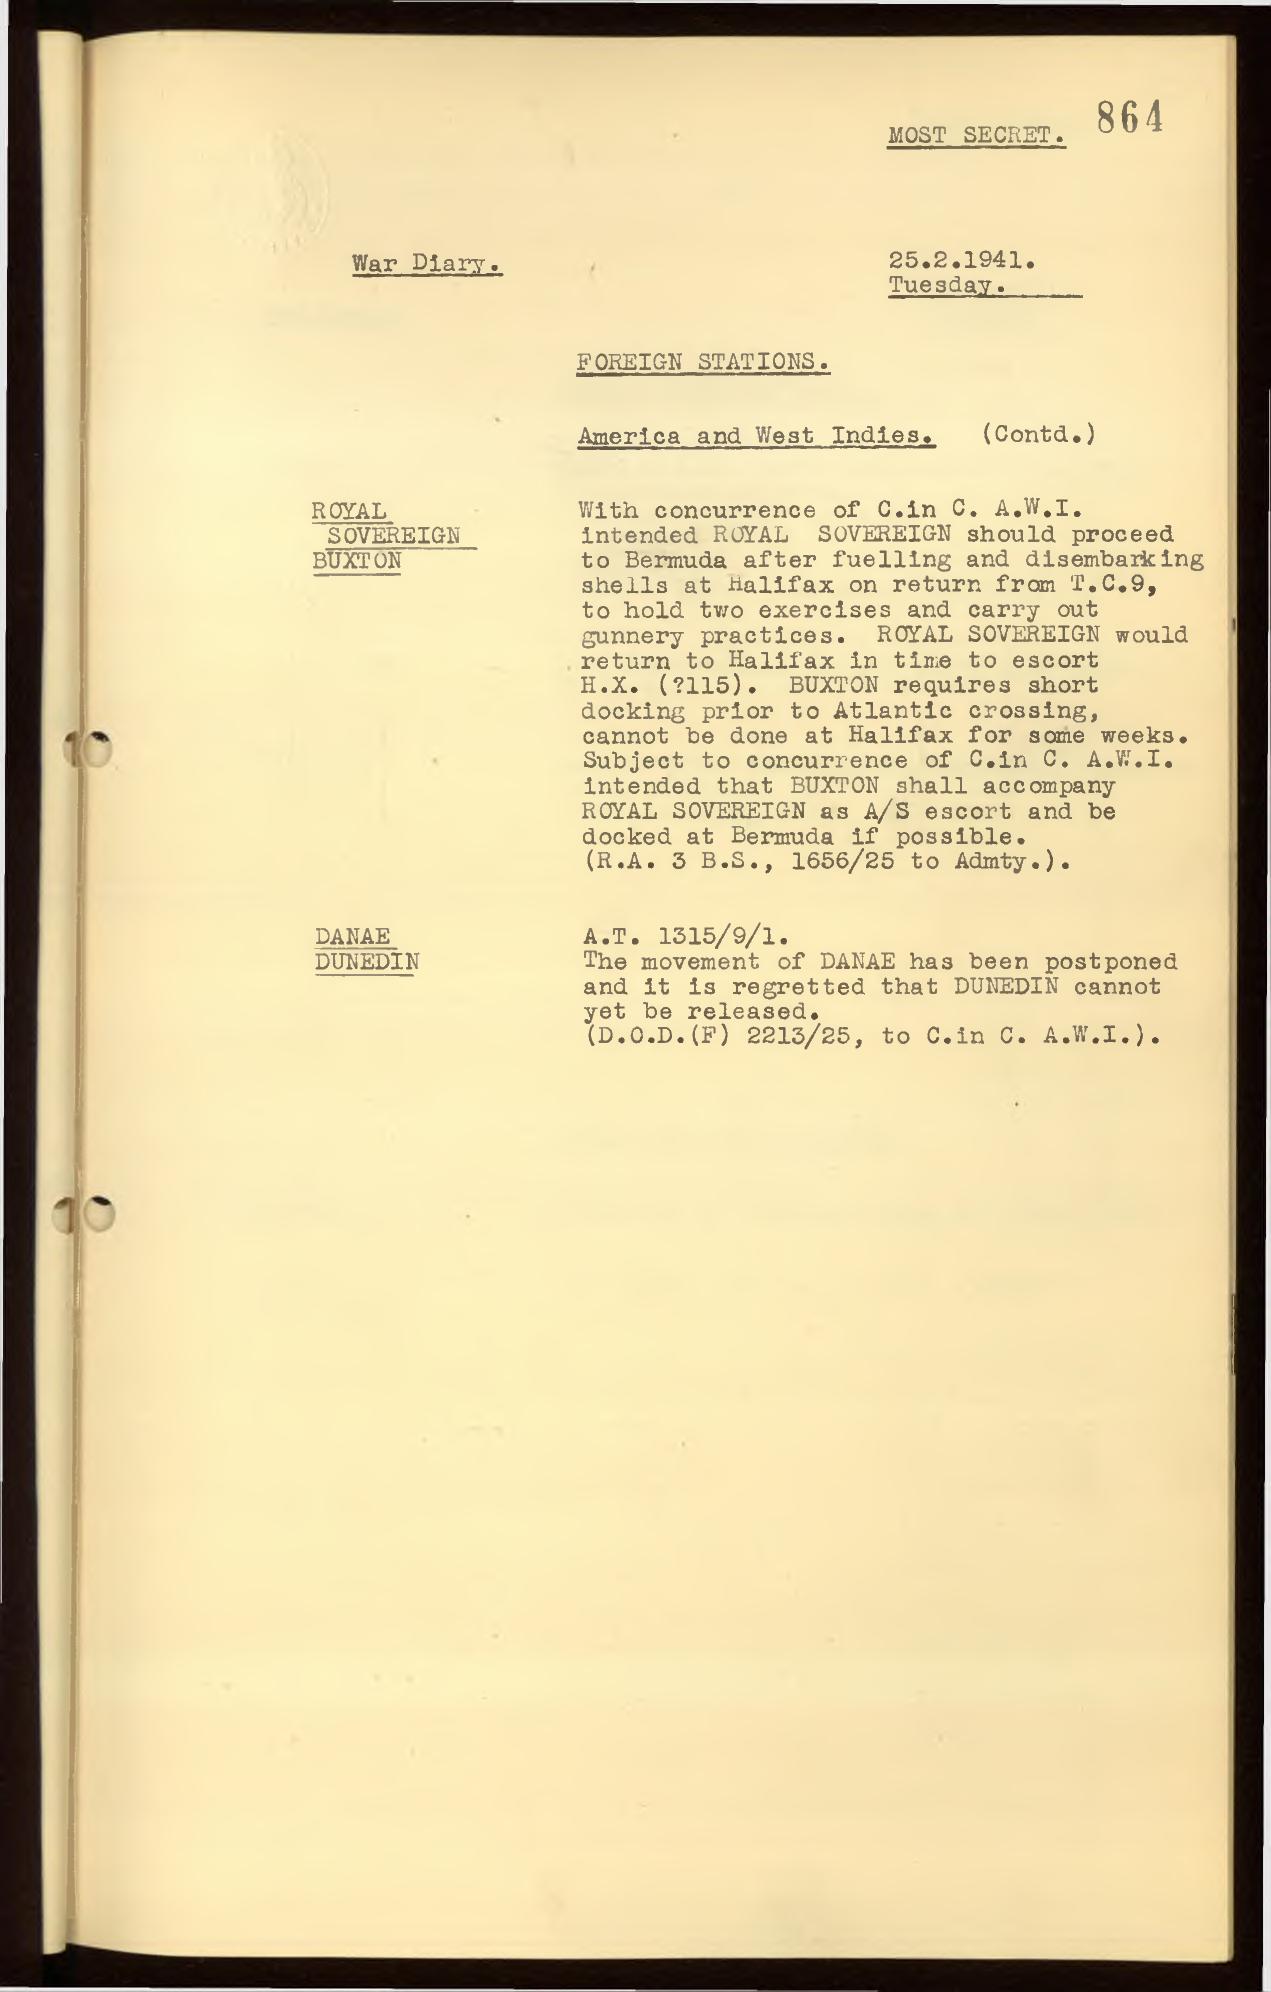 864
MOST SECRET.
War Diary.
25.2.1941.
Tuesday.
FOREIGN STATIONS.
America and West Indies. (Contd.)
ROYAL
SOVEREIGN
BUXTON
With concurrence of C.in C. A.W.I.
intended ROYAL SOVEREIGN should proceed
to Bermuda after fuelling and disembarking
shells at Halifax on return from T.C.9,
to hold two exercises and carry out
gunnery practices. ROYAL SOVEREIGN would
return to Halifax in time to escort
H.X. (?115). BUXTON requires short
docking prior to Atlantic crossing,
cannot be done at Halifax for some weeks.
Subject to concurrence of C.in C. A.W.I.
intended that BUXTON shall accompany
ROYAL SOVEREIGN as A/S escort and be
docked at Bermuda if possible.
(R.A. 3 B.S., 1656/25 to Admty.).
DANAE
DUNEDIN
A.T. 1315/9/1.
The movement of DANAE has been postponed
and it is regretted that DUNEDIN cannot
yet be released.
(D.O.D.(F) 2213/25, to C.in C. A.W.I.).